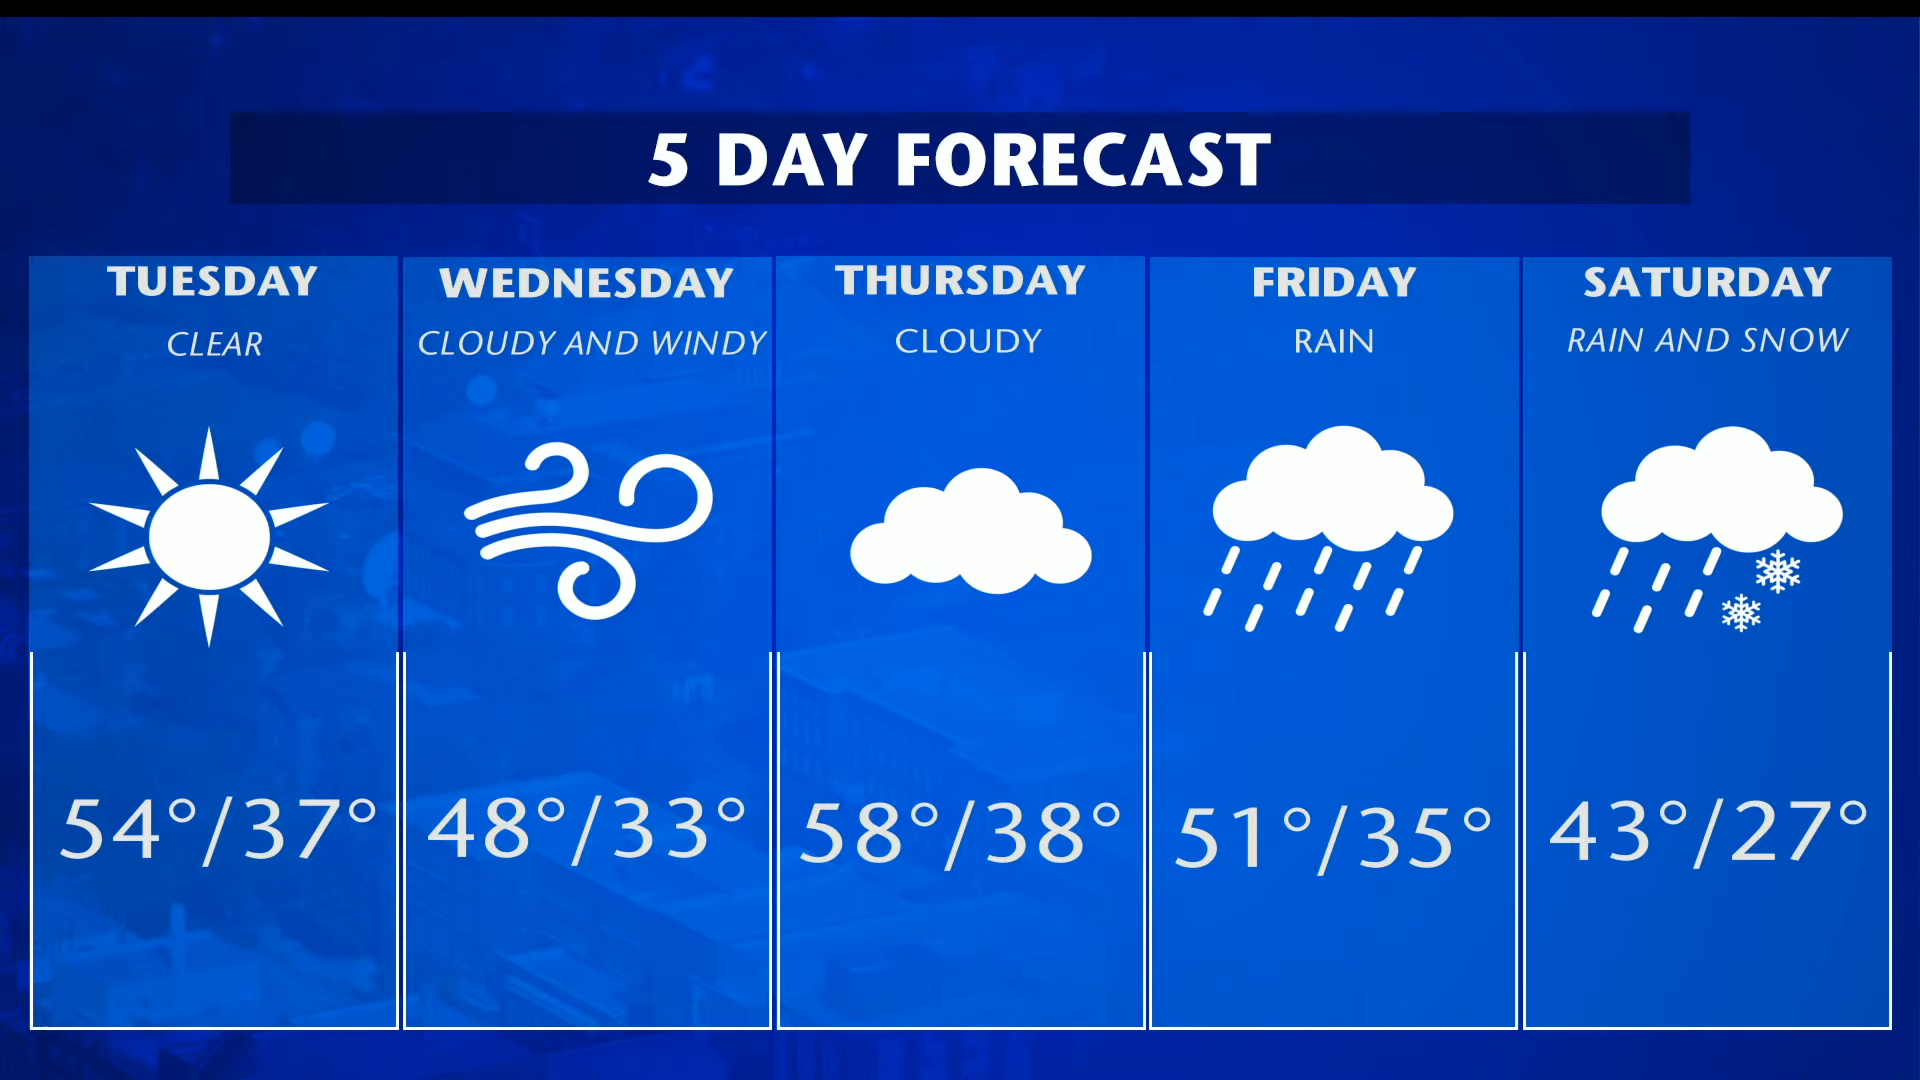 5 DAY FORECAST
TUESDAY
CLEAR
54°/37°
WEDNESDAY
CLOUDY AND WINDY
48°/33°
THURSDAY
CLOUDY
58°/38°
FRIDAY
RAIN
51°/35°
SATURDAY
RAIN AND SNOW
43°/27°